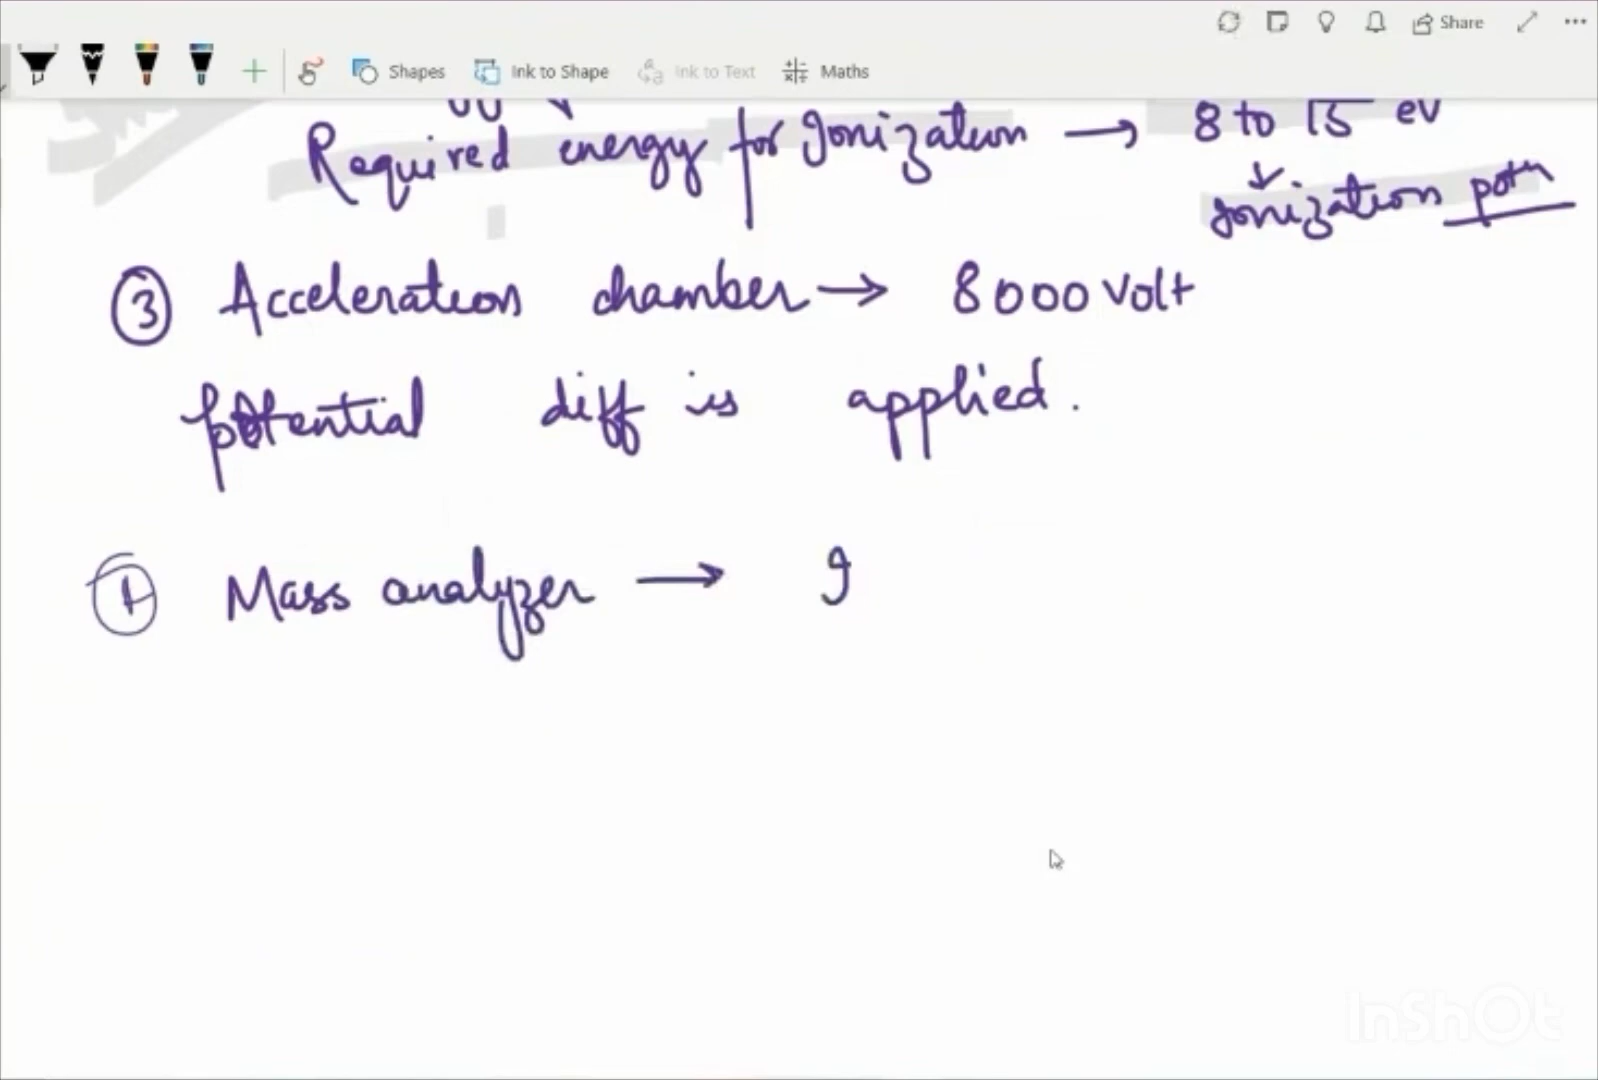 Share
Shapes Ink to Shape Ink to Text Maths
Required energy for Ionization → 8 to 15 ev
↓
Ionization potn
③ Acceleration chamber → 8000 volt
potential diff is applied.
④ Mass analyzer → I
InShOt